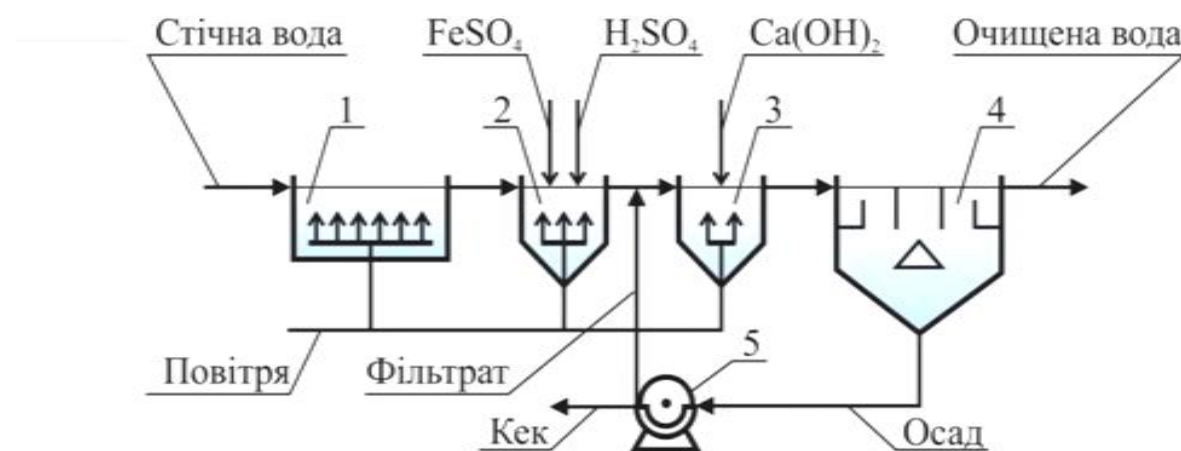 Стічна вода
FeSO₄
H₂SO₄
Ca(OH)₂
Очищена вода
1
2
3
4
Повітря
Фільтрат
5
Кек
Осад